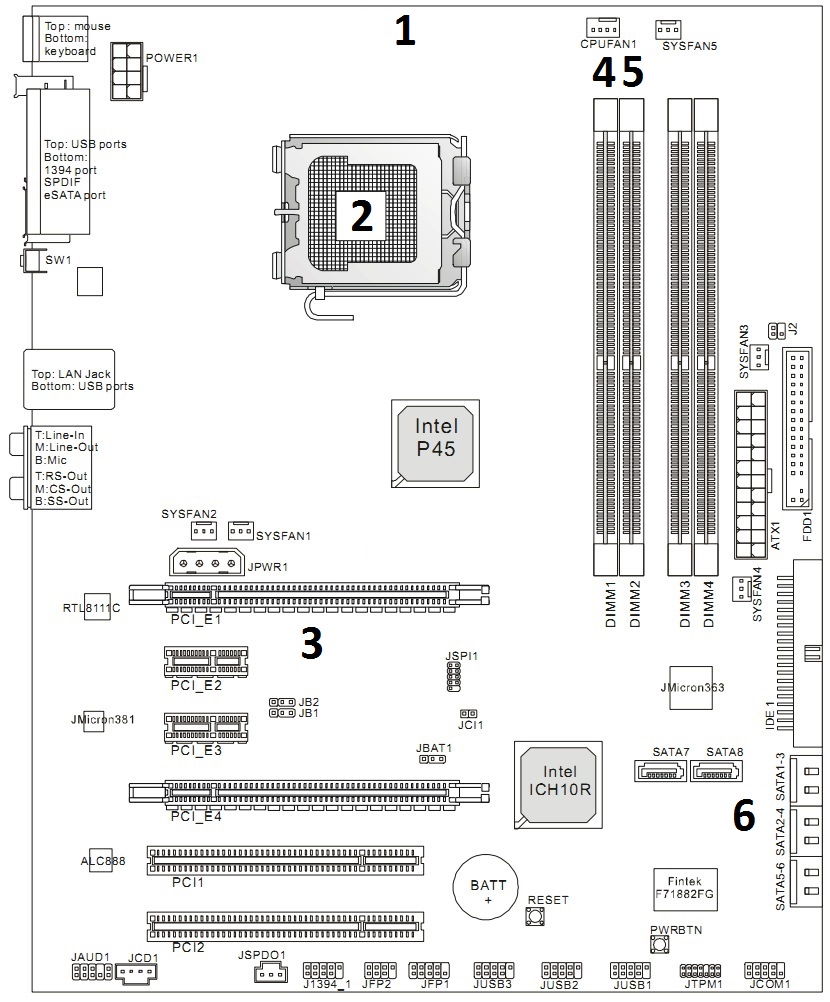 Top: mouse
Bottom:
keyboard
POWER1
1
CPUFAN1
SYSFAN5
4 5
Top: USB ports
Bottom:
1394 port
SPDIF
eSATA port
2
SW1
J2
SYSFAN3
Top: LAN Jack
Bottom: USB ports
Intel
P45
T:Line-In
M:Line-Out
B:Mic
T:RS-Out
M:CS-Out
B:SS-Out
ATX1
FDD1
SYSFAN2
SYSFAN1
JPWR1
DIMM1
DIMM2
DIMM3
DIMM4
SYSFAN4
RTL8111C
PCI_E1
3
PCI_E2
JSPI1
JMicron363
IDE 1
JB2
JB1
JMicron381
JCI1
PCI_E3
JBAT1
SATA7
SATA8
SATA1-3
Intel
ICH10R
PCI_E4
6
SATA2-4
ALC888
PCI1
BATT
+
Fintek
F71882FG
SATA5-6
RESET
PCI2
PWRBTN
JAUD1
JCD1
JSPDO1
J1394_1
JFP2
JFP1
JUSB3
JUSB2
JUSB1
JTPM1
JCOM1